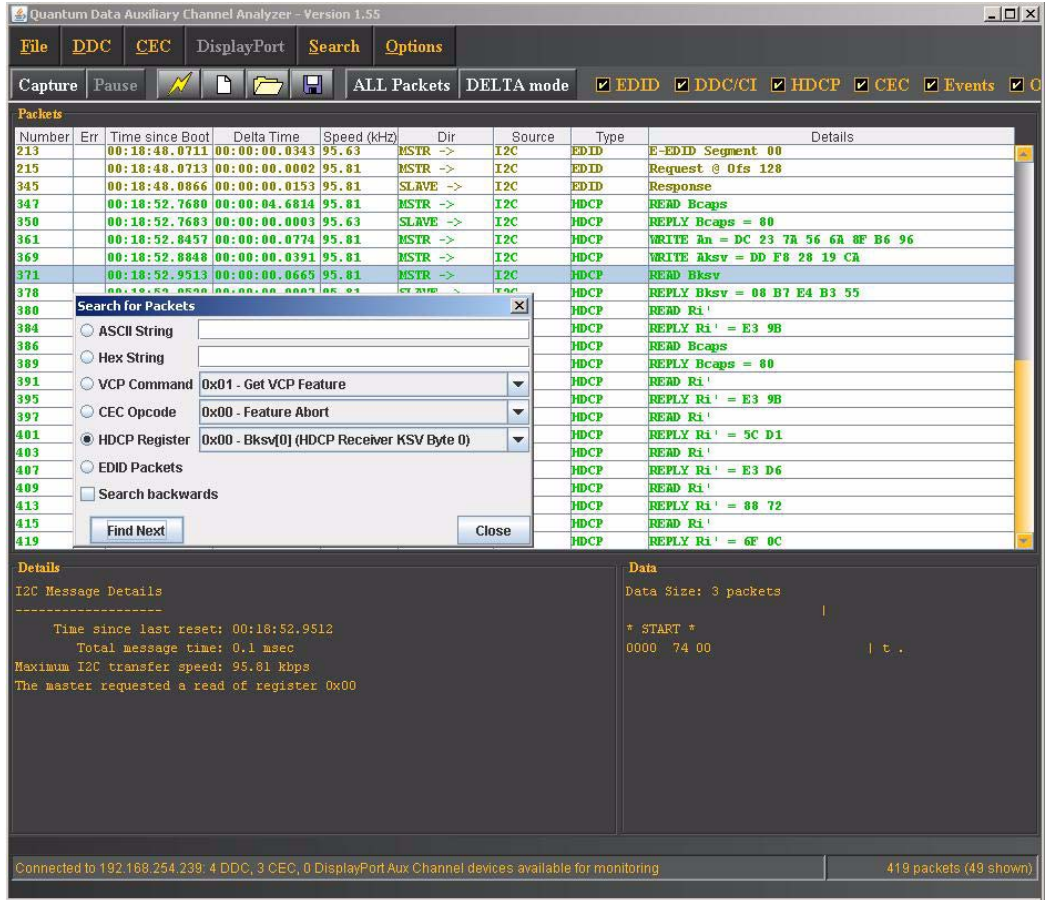 Quantum Data Auxiliary Channel Analyzer - Version 1.55
File DDC CEC DisplayPort Search Options
Capture Pause ALL Packets DELTA mode EDID DDC/CI HDCP CEC Events
Packets
Number Err Time since Boot Delta Time Speed (kHz) Dir Source Type Details
213 00:18:48.0711 00:00:00.0343 95.63 MSTR -> I2C EDID E-EDID Segment 00
215 00:18:48.0713 00:00:00.0002 95.81 MSTR -> I2C EDID Request @ Ofs 128
345 00:18:48.0866 00:00:00.0153 95.81 SLAVE -> I2C EDID Response
347 00:18:52.7680 00:00:04.6814 95.81 MSTR -> I2C HDCP READ Bcaps
350 00:18:52.7683 00:00:00.0003 95.63 SLAVE -> I2C HDCP REPLY Bcaps = 80
361 00:18:52.8457 00:00:00.0774 95.81 MSTR -> I2C HDCP WRITE An = DC 23 7A 56 6A 8F B6 96
369 00:18:52.8848 00:00:00.0391 95.81 MSTR -> I2C HDCP WRITE Aksv = DD F8 28 19 CA
371 00:18:52.9513 00:00:00.0665 95.81 MSTR -> I2C HDCP READ Bksv
378 HDCP REPLY Bksv = 08 B7 E4 B3 55
380 HDCP READ Ri'
384 HDCP REPLY Ri' = E3 9B
386 HDCP READ Bcaps
389 HDCP REPLY Bcaps = 80
391 HDCP READ Ri'
395 HDCP REPLY Ri' = E3 9B
397 HDCP READ Ri'
401 HDCP REPLY Ri' = 5C D1
403 HDCP READ Ri'
407 HDCP REPLY Ri' = E3 D6
409 HDCP READ Ri'
413 HDCP REPLY Ri' = 88 72
415 HDCP READ Ri'
419 HDCP REPLY Ri' = 6F 0C
Search for Packets
ASCII String
Hex String
VCP Command 0x01 - Get VCP Feature
CEC Opcode 0x00 - Feature Abort
HDCP Register 0x00 - Bksv[0] (HDCP Receiver KSV Byte 0)
EDID Packets
Search backwards
Find Next Close
Details
I2C Message Details
--------------------
Time since last reset: 00:18:52.9512
Total message time: 0.1 msec
Maximum I2C transfer speed: 95.81 kbps
The master requested a read of register 0x00
Data
Data Size: 3 packets
|
* START *
0000 74 00 | t .
Connected to 192.168.254.239: 4 DDC, 3 CEC, 0 DisplayPort Aux Channel devices available for monitoring
419 packets (49 shown)